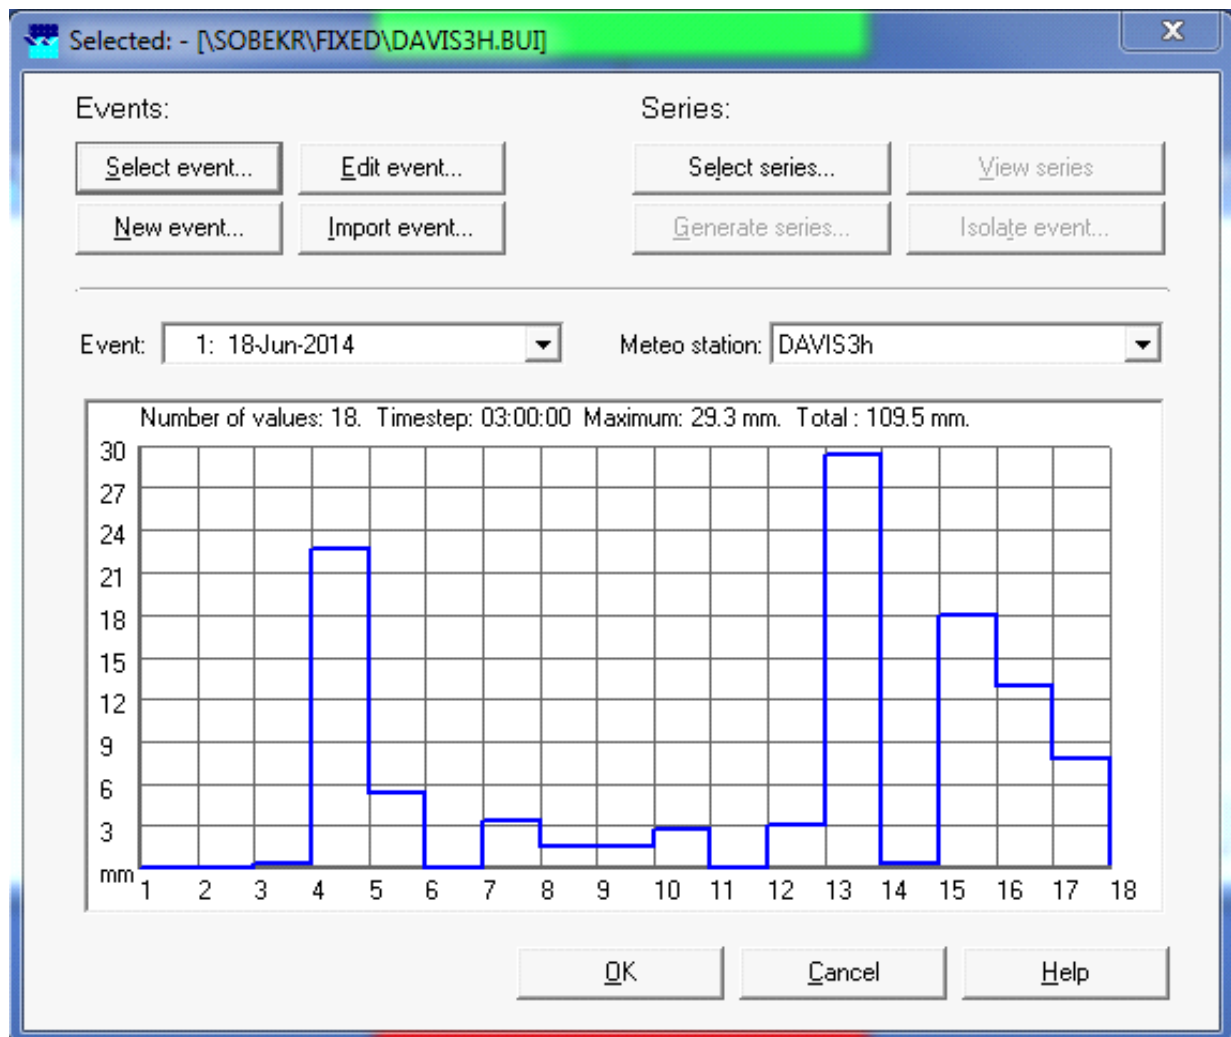 Selected: - [\SOBEKR\FIXED\DAVIS3H.BUI]
Events: Series:
Select event... Edit event... Select series... View series
New event... Import event... Generate series... Isolate event...
Event: 1: 18-Jun-2014 Meteo station: DAVIS3h
Number of values: 18. Timestep: 03:00:00 Maximum: 29.3 mm. Total : 109.5 mm.
30
27
24
21
18
15
12
9
6
3
mm
1 2 3 4 5 6 7 8 9 10 11 12 13 14 15 16 17 18
OK Cancel Help